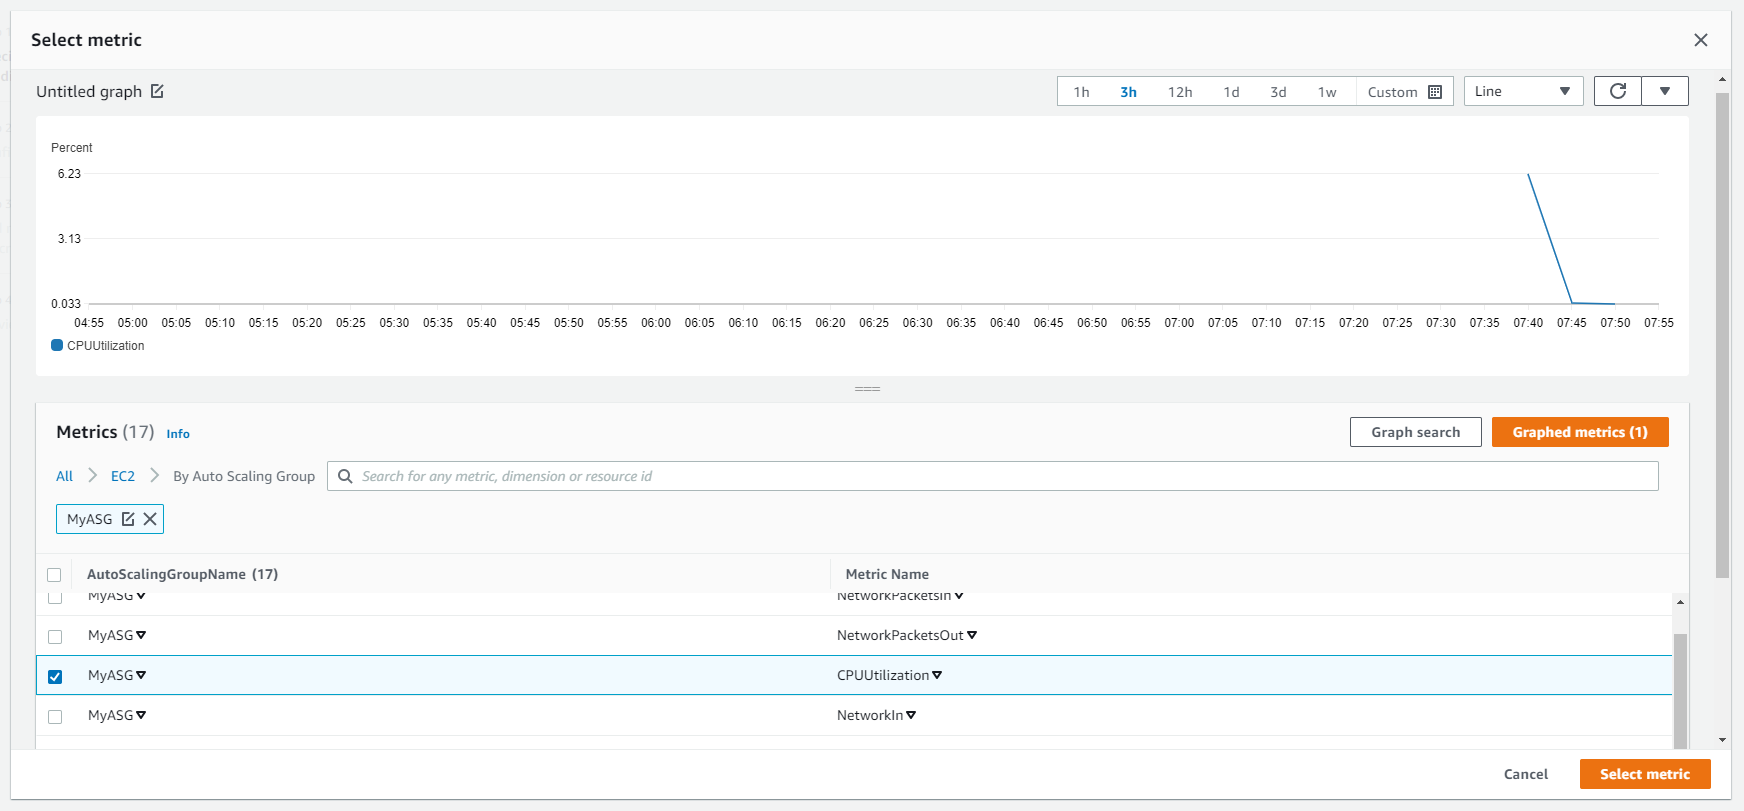 Select metric
Untitled graph
1h 3h 12h 1d 3d 1w Custom Line
Percent
6.23
3.13
0.033
04:55 05:00 05:05 05:10 05:15 05:20 05:25 05:30 05:35 05:40 05:45 05:50 05:55 06:00 06:05 06:10 06:15 06:20 06:25 06:30 06:35 06:40 06:45 06:50 06:55 07:00 07:05 07:10 07:15 07:20 07:25 07:30 07:35 07:40 07:45 07:50 07:55
CPUUtilization
Metrics (17) Info
Graph search Graphed metrics (1)
All EC2 By Auto Scaling Group Search for any metric, dimension or resource id
MyASG
AutoScalingGroupName (17) Metric Name
MyASG NetworkPacketsIn
MyASG NetworkPacketsOut
MyASG CPUUtilization
MyASG NetworkIn
Cancel Select metric